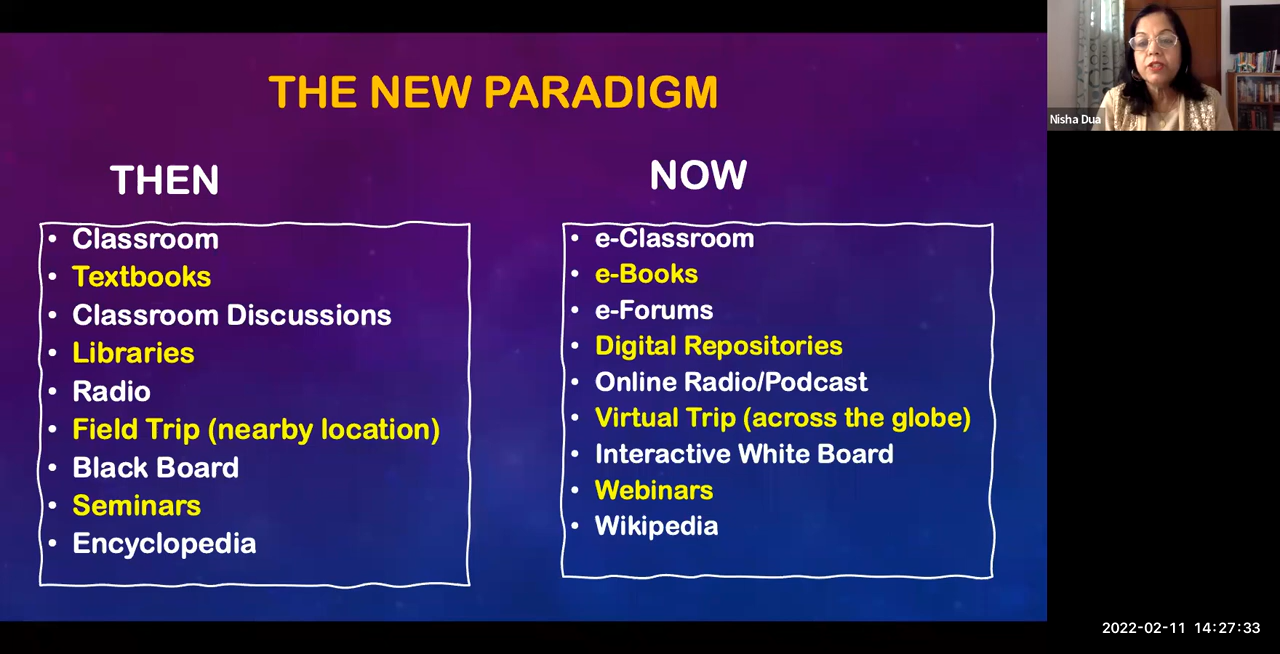 THE NEW PARADIGM
THEN
• Classroom
• Textbooks
• Classroom Discussions
• Libraries
• Radio
• Field Trip (nearby location)
• Black Board
• Seminars
• Encyclopedia
NOW
• e-Classroom
• e-Books
• e-Forums
• Digital Repositories
• Online Radio/Podcast
• Virtual Trip (across the globe)
• Interactive White Board
• Webinars
• Wikipedia
Nisha Dua
2022-02-11 14:27:33